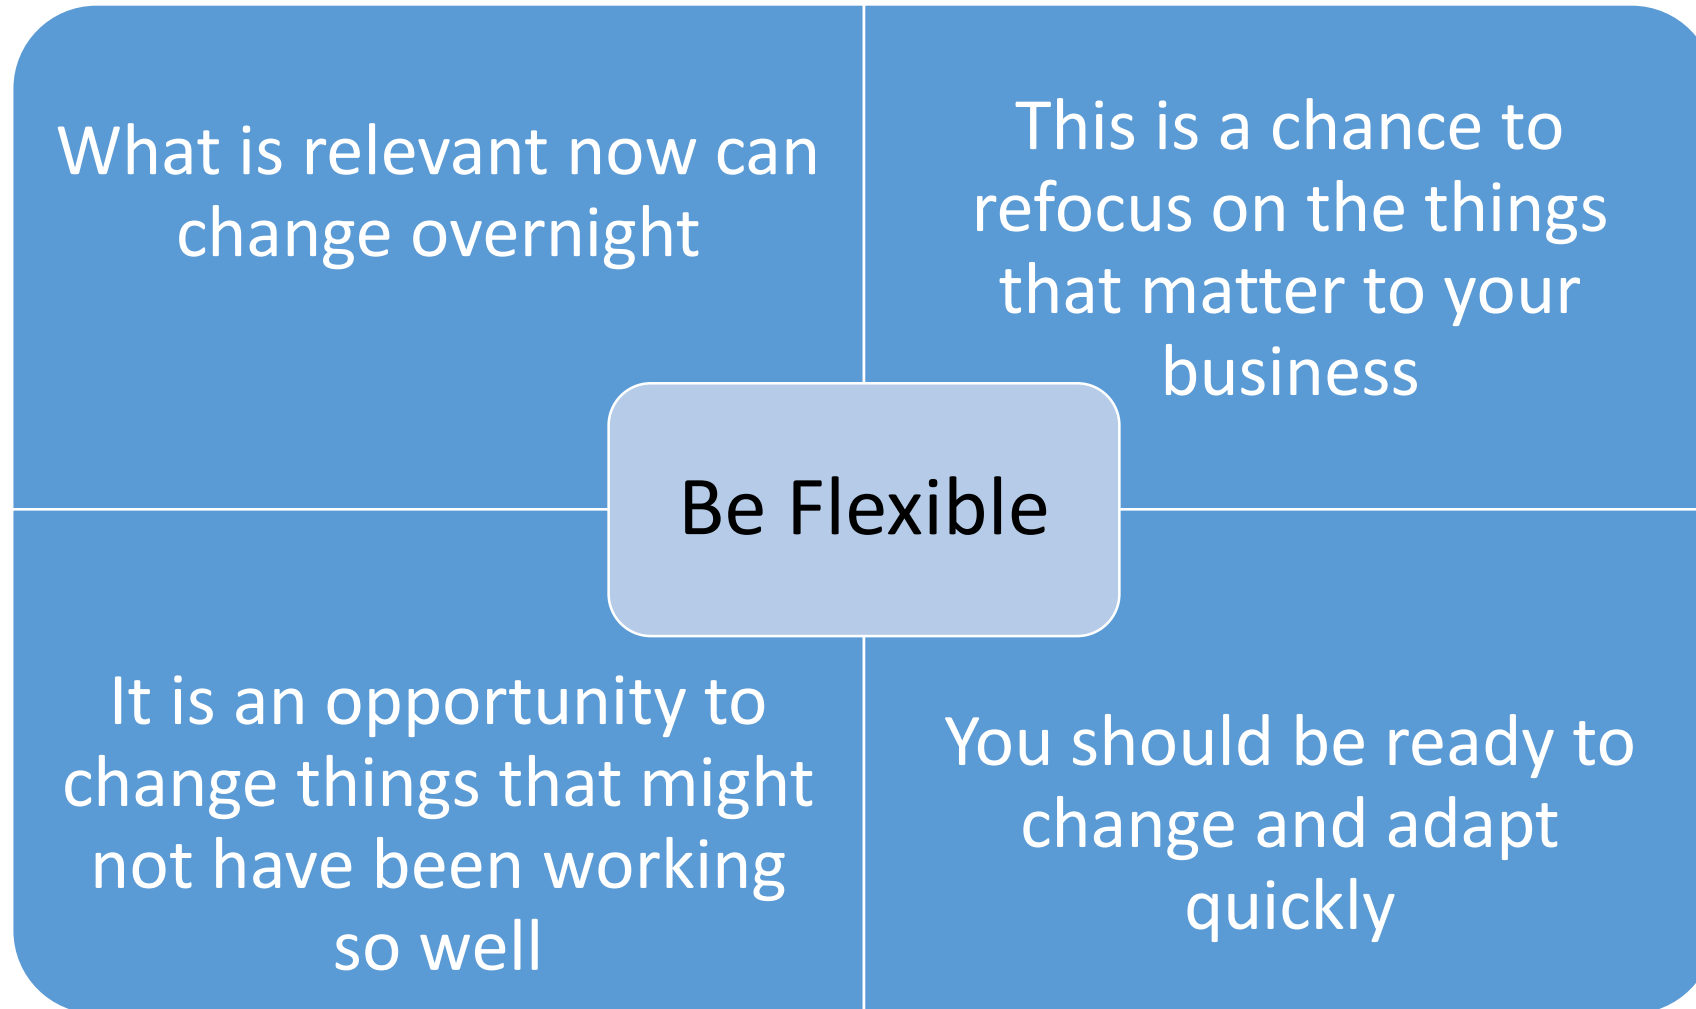 What is relevant now can
change overnight
This is a chance to
refocus on the things
that matter to your
business
Be Flexible
It is an opportunity to
change things that might
not have been working
so well
You should be ready to
change and adapt
quickly